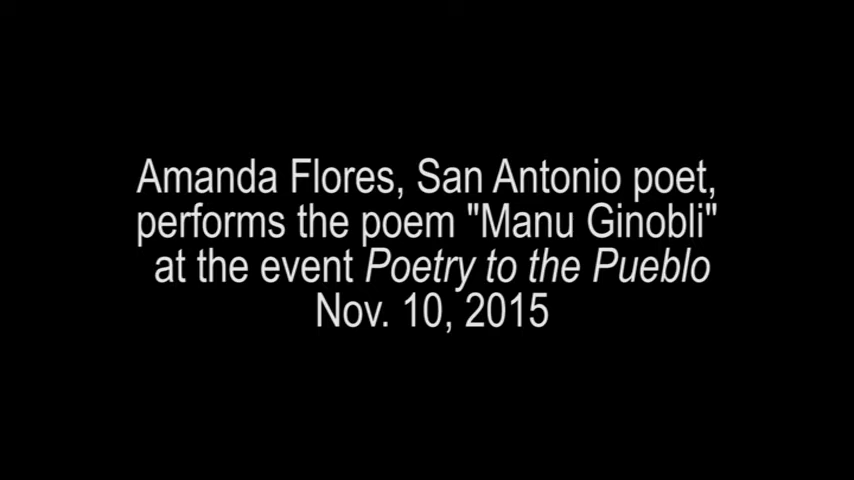 Amanda Flores, San Antonio poet,
performs the poem "Manu Ginobli"
at the event Poetry to the Pueblo
Nov. 10, 2015